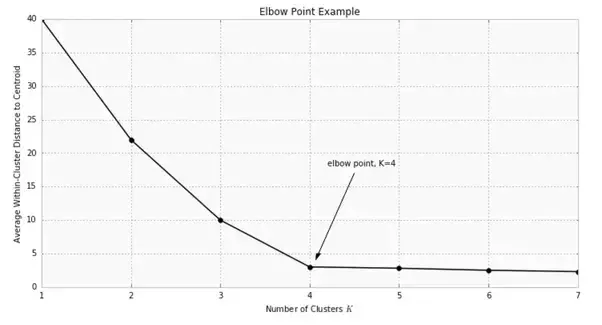 Elbow Point Example
40
35
30
25
20
15
10
5
0
Average Within-Cluster Distance to Centroid
elbow point, K=4
1 2 3 4 5 6 7
Number of Clusters K